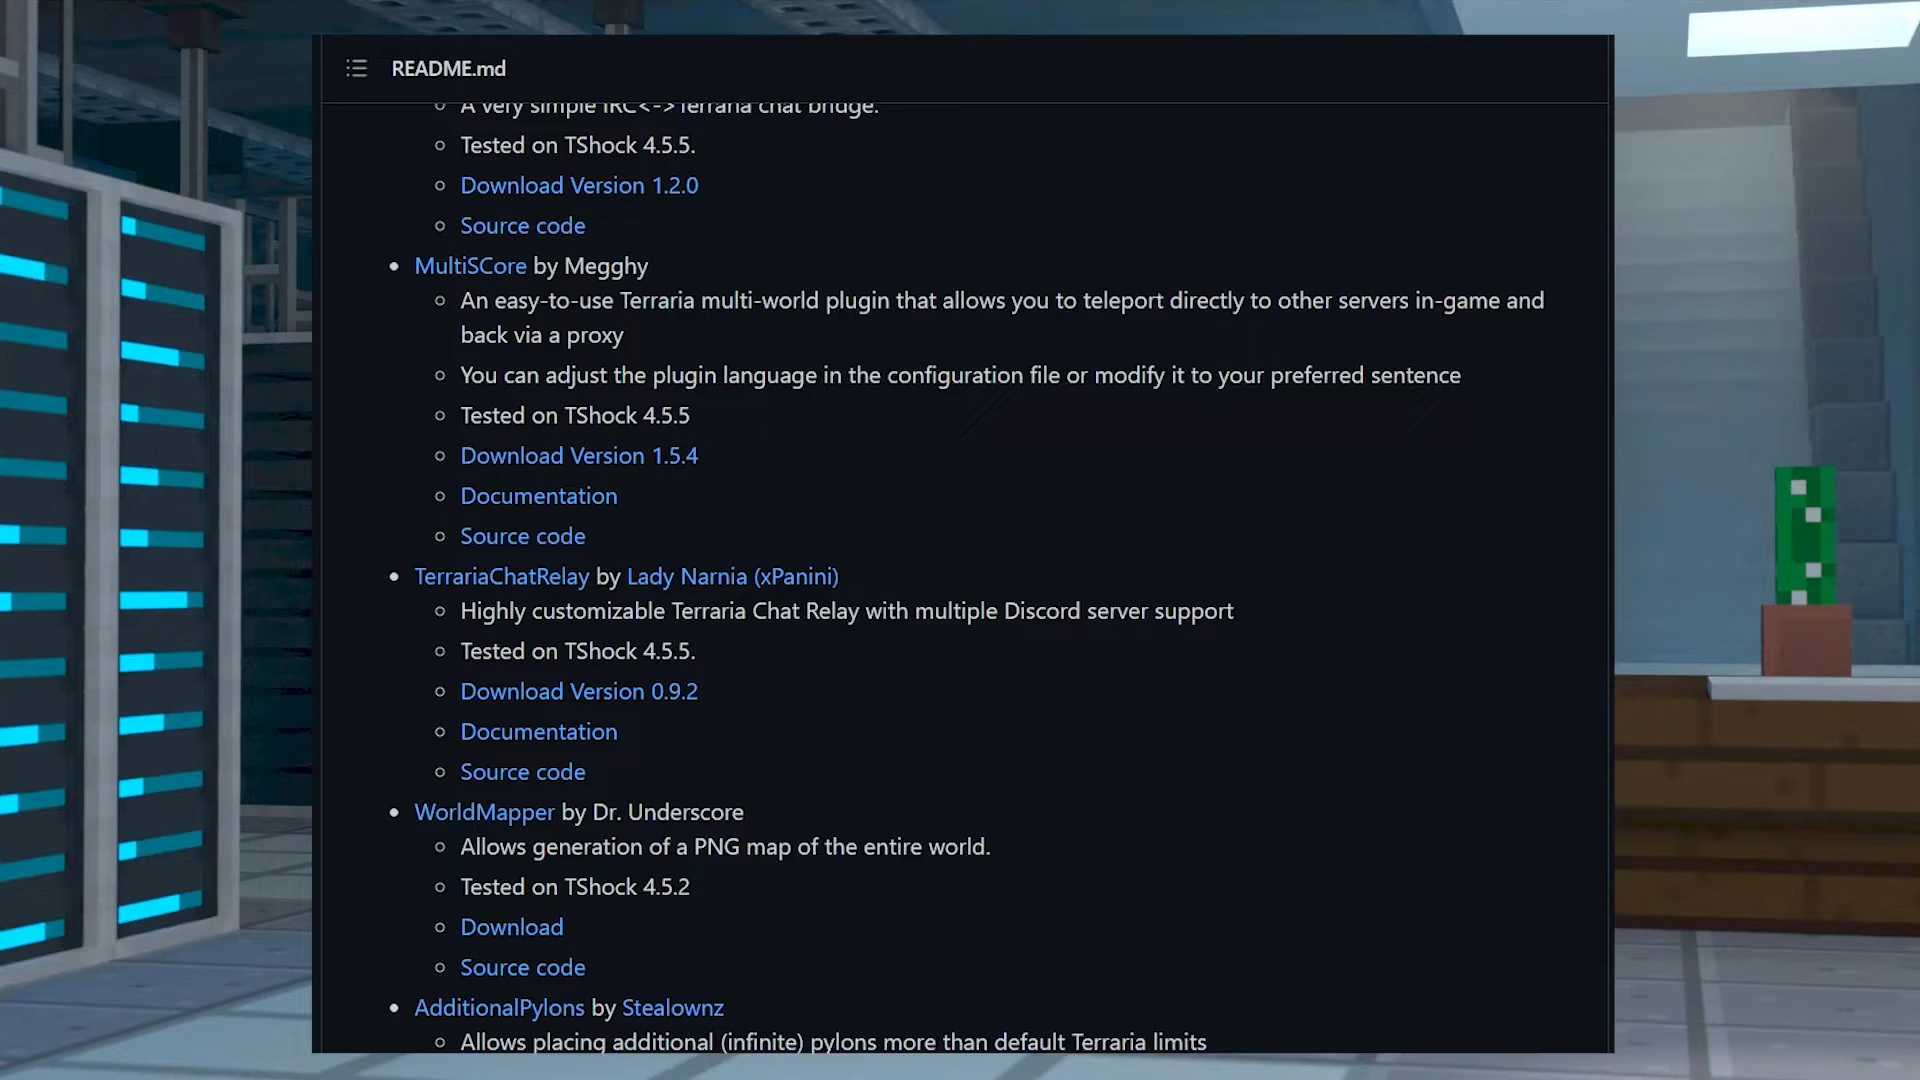 README.md
A very simple IRC<->Terraria chat bridge.
Tested on TShock 4.5.5.
Download Version 1.2.0
Source code
MultiSCore by Megghy
An easy-to-use Terraria multi-world plugin that allows you to teleport directly to other servers in-game and
back via a proxy
You can adjust the plugin language in the configuration file or modify it to your preferred sentence
Tested on TShock 4.5.5
Download Version 1.5.4
Documentation
Source code
TerrariaChatRelay by Lady Narnia (xPanini)
Highly customizable Terraria Chat Relay with multiple Discord server support
Tested on TShock 4.5.5.
Download Version 0.9.2
Documentation
Source code
WorldMapper by Dr. Underscore
Allows generation of a PNG map of the entire world.
Tested on TShock 4.5.2
Download
Source code
AdditionalPylons by Stealownz
Allows placing additional (infinite) pylons more than default Terraria limits